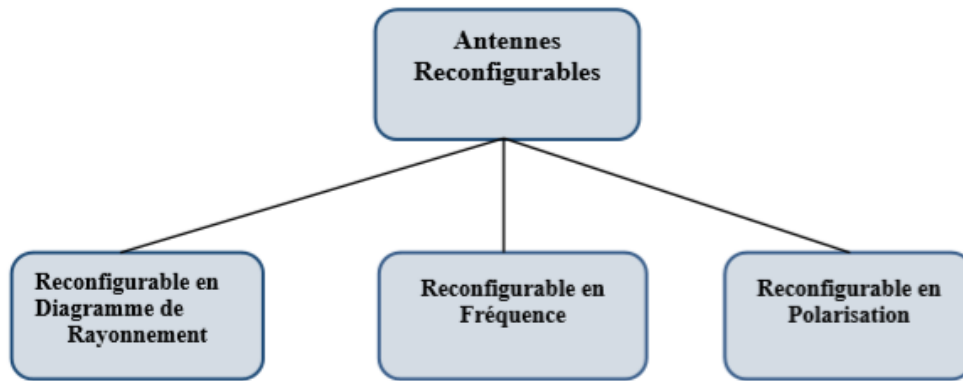 Antennes
Reconfigurables
Reconfigurable en
Diagramme de
Rayonnement
Reconfigurable en
Fréquence
Reconfigurable en
Polarisation